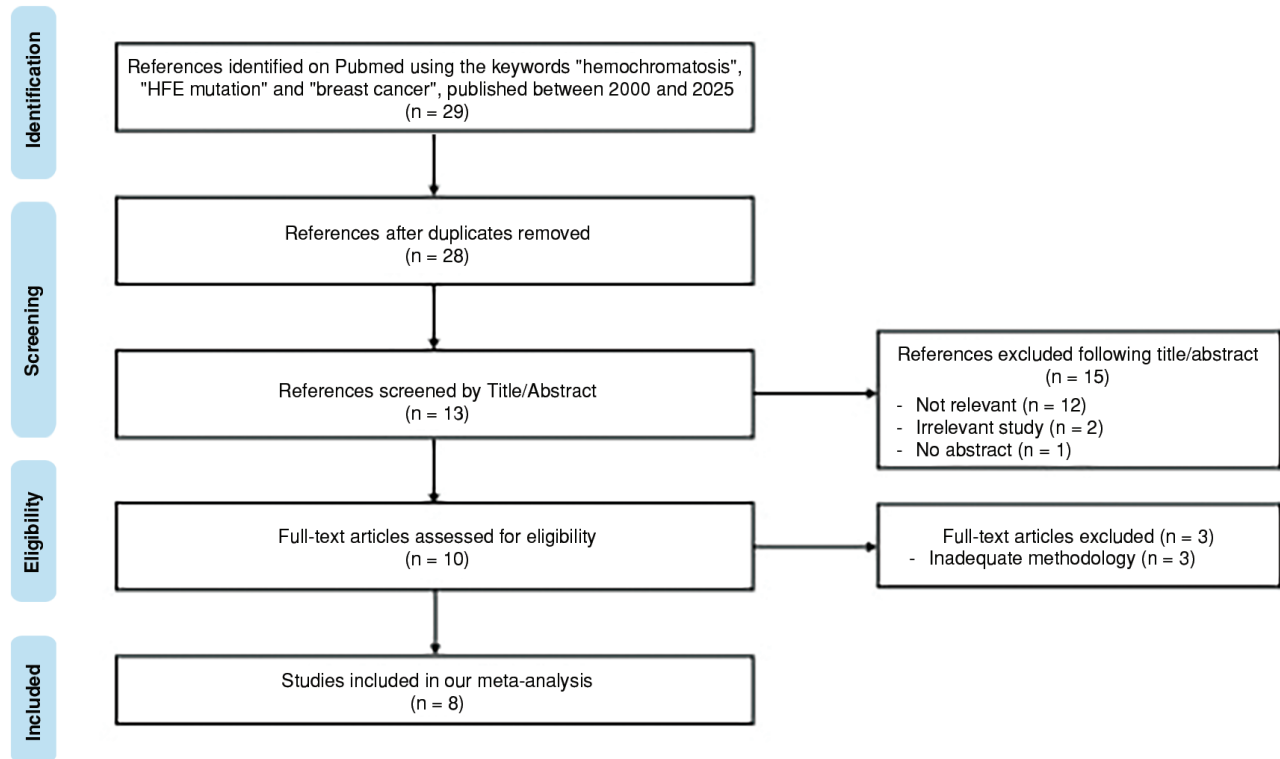 Identification
References identified on Pubmed using the keywords "hemochromatosis",
"HFE mutation" and "breast cancer", published between 2000 and 2025
(n = 29)
Screening
References after duplicates removed
(n = 28)
References screened by Title/Abstract
(n = 13)
References excluded following title/abstract
(n = 15)
- Not relevant (n = 12)
- Irrelevant study (n = 2)
- No abstract (n = 1)
Eligibility
Full-text articles assessed for eligibility
(n = 10)
Full-text articles excluded (n = 3)
- Inadequate methodology (n = 3)
Included
Studies included in our meta-analysis
(n = 8)